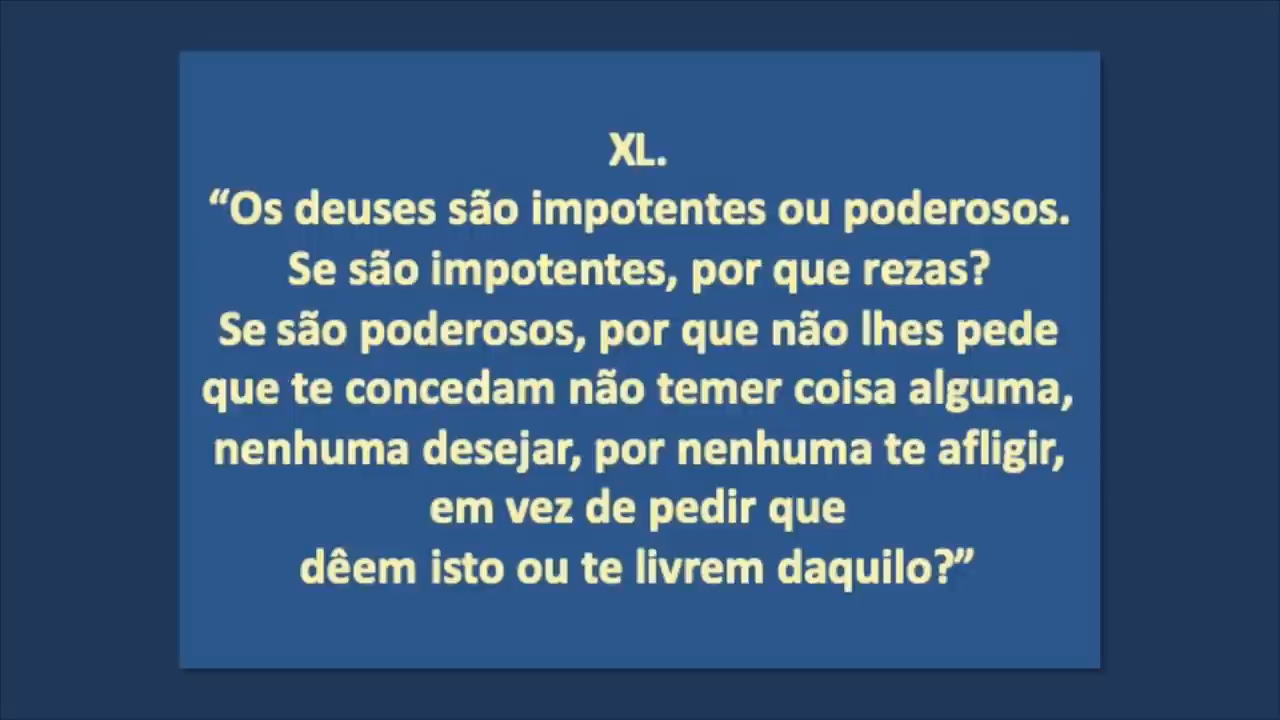 XL.
“Os deuses são impotentes ou poderosos.
Se são impotentes, por que rezas?
Se são poderosos, por que não lhes pede
que te concedam não temer coisa alguma,
nenhuma desejar, por nenhuma te afligir,
em vez de pedir que
dêem isto ou te livrem daquilo?”